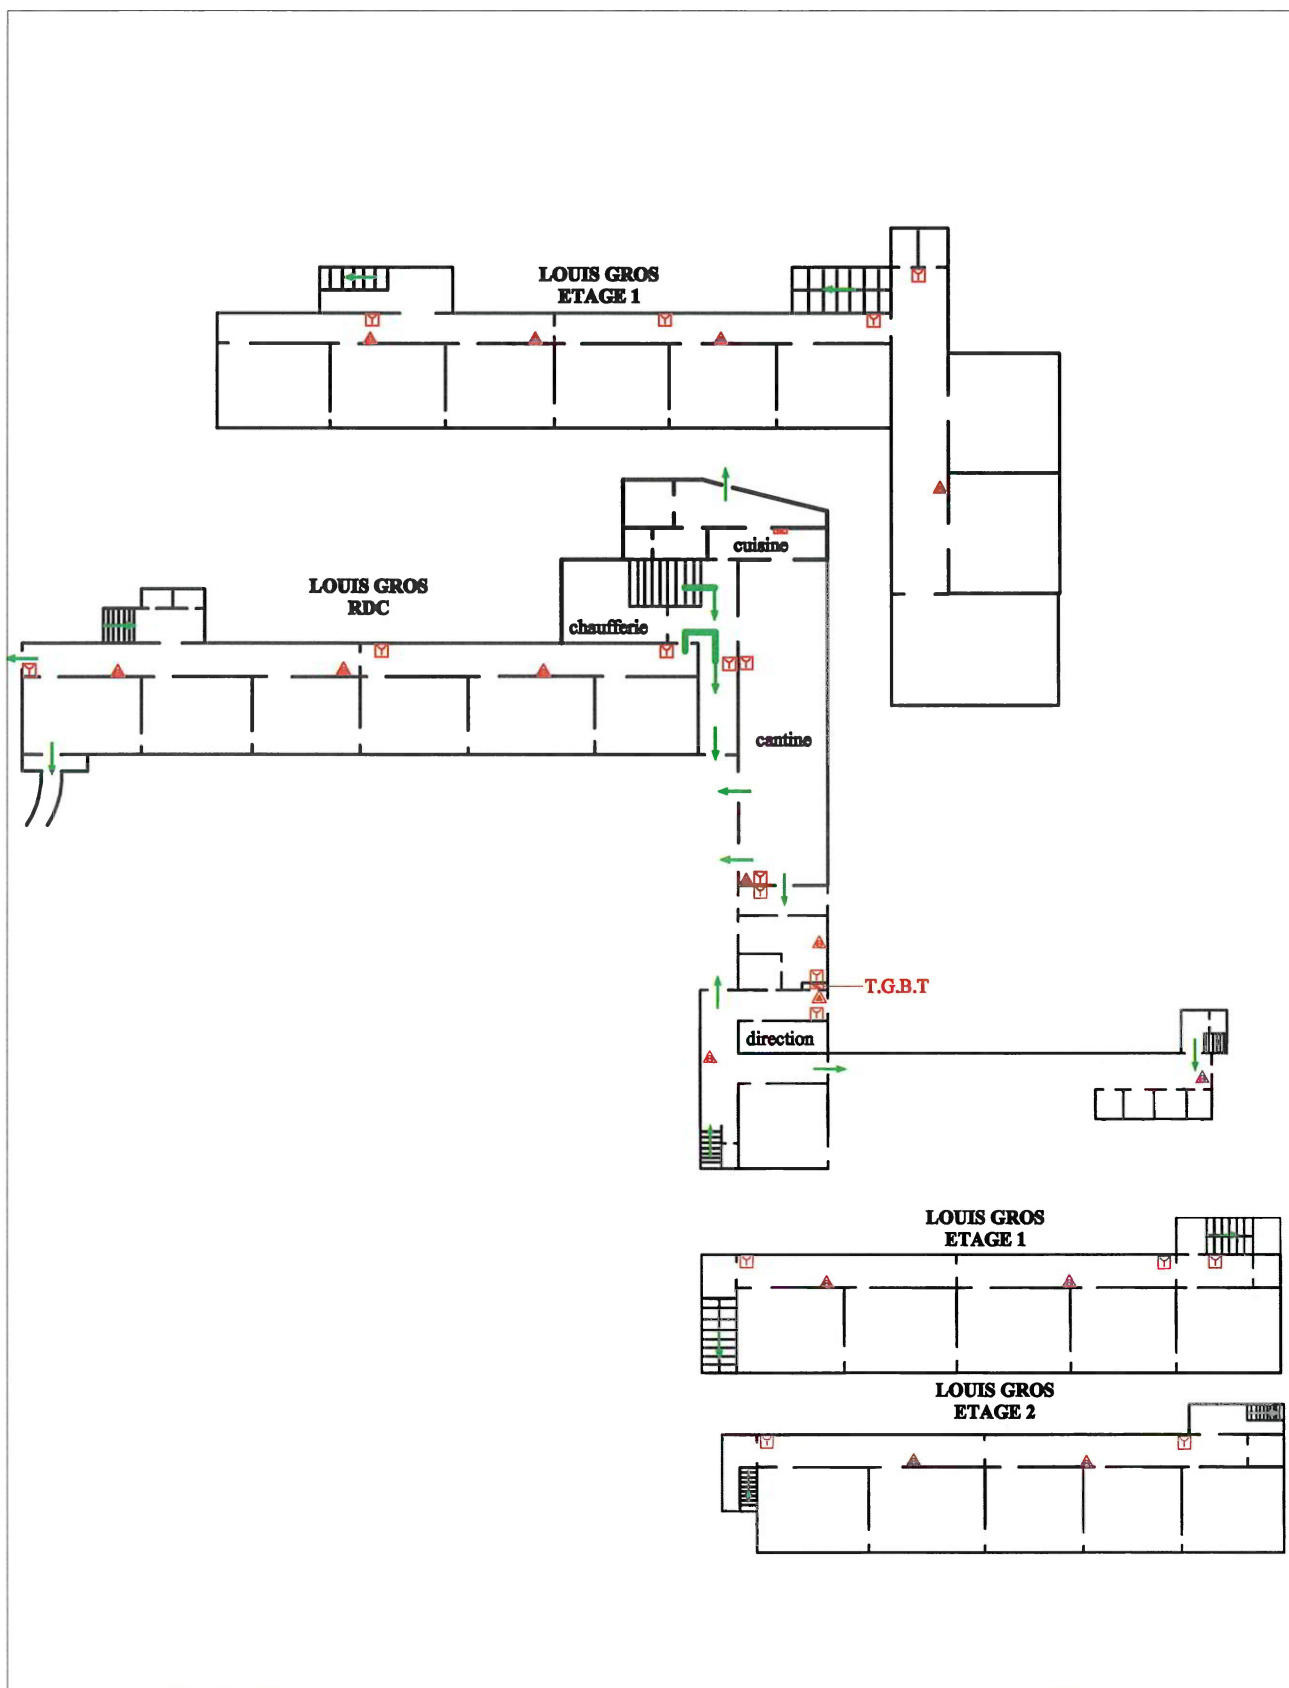 LOUIS GROS
ETAGE 1
cuisine
LOUIS GROS
RDC
chaufferie
cantine
T.G.B.T
direction
LOUIS GROS
ETAGE 1
LOUIS GROS
ETAGE 2